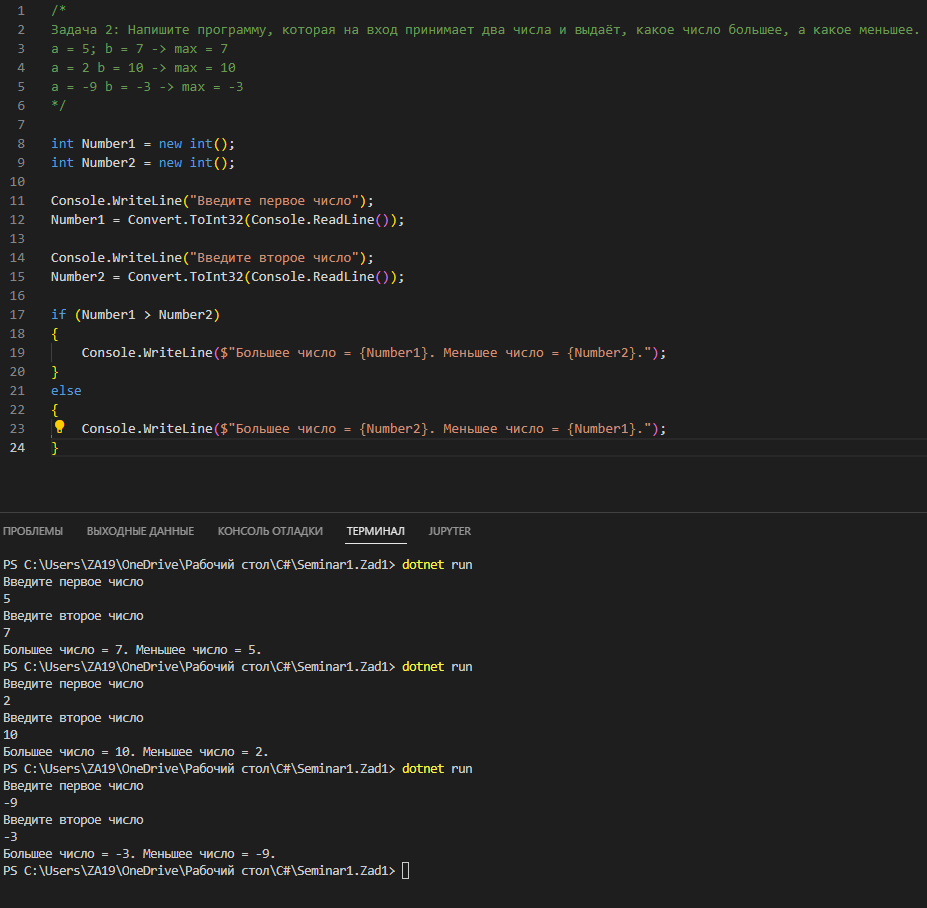 1 /*
2 Задача 2: Напишите программу, которая на вход принимает два числа и выдаёт, какое число большее, а какое меньшее.
3 a = 5; b = 7 -> max = 7
4 a = 2 b = 10 -> max = 10
5 a = -9 b = -3 -> max = -3
6 */
7
8 int Number1 = new int();
9 int Number2 = new int();
10
11 Console.WriteLine("Введите первое число");
12 Number1 = Convert.ToInt32(Console.ReadLine());
13
14 Console.WriteLine("Введите второе число");
15 Number2 = Convert.ToInt32(Console.ReadLine());
16
17 if (Number1 > Number2)
18 {
19 Console.WriteLine($"Большее число = {Number1}. Меньшее число = {Number2}.");
20 }
21 else
22 {
23 Console.WriteLine($"Большее число = {Number2}. Меньшее число = {Number1}.");
24 }
ПРОБЛЕМЫ ВЫХОДНЫЕ ДАННЫЕ КОНСОЛЬ ОТЛАДКИ ТЕРМИНАЛ JUPYTER
PS C:\Users\ZA19\OneDrive\Рабочий стол\C#\Seminar1.Zad1> dotnet run
Введите первое число
5
Введите второе число
7
Большее число = 7. Меньшее число = 5.
PS C:\Users\ZA19\OneDrive\Рабочий стол\C#\Seminar1.Zad1> dotnet run
Введите первое число
2
Введите второе число
10
Большее число = 10. Меньшее число = 2.
PS C:\Users\ZA19\OneDrive\Рабочий стол\C#\Seminar1.Zad1> dotnet run
Введите первое число
-9
Введите второе число
-3
Большее число = -3. Меньшее число = -9.
PS C:\Users\ZA19\OneDrive\Рабочий стол\C#\Seminar1.Zad1>